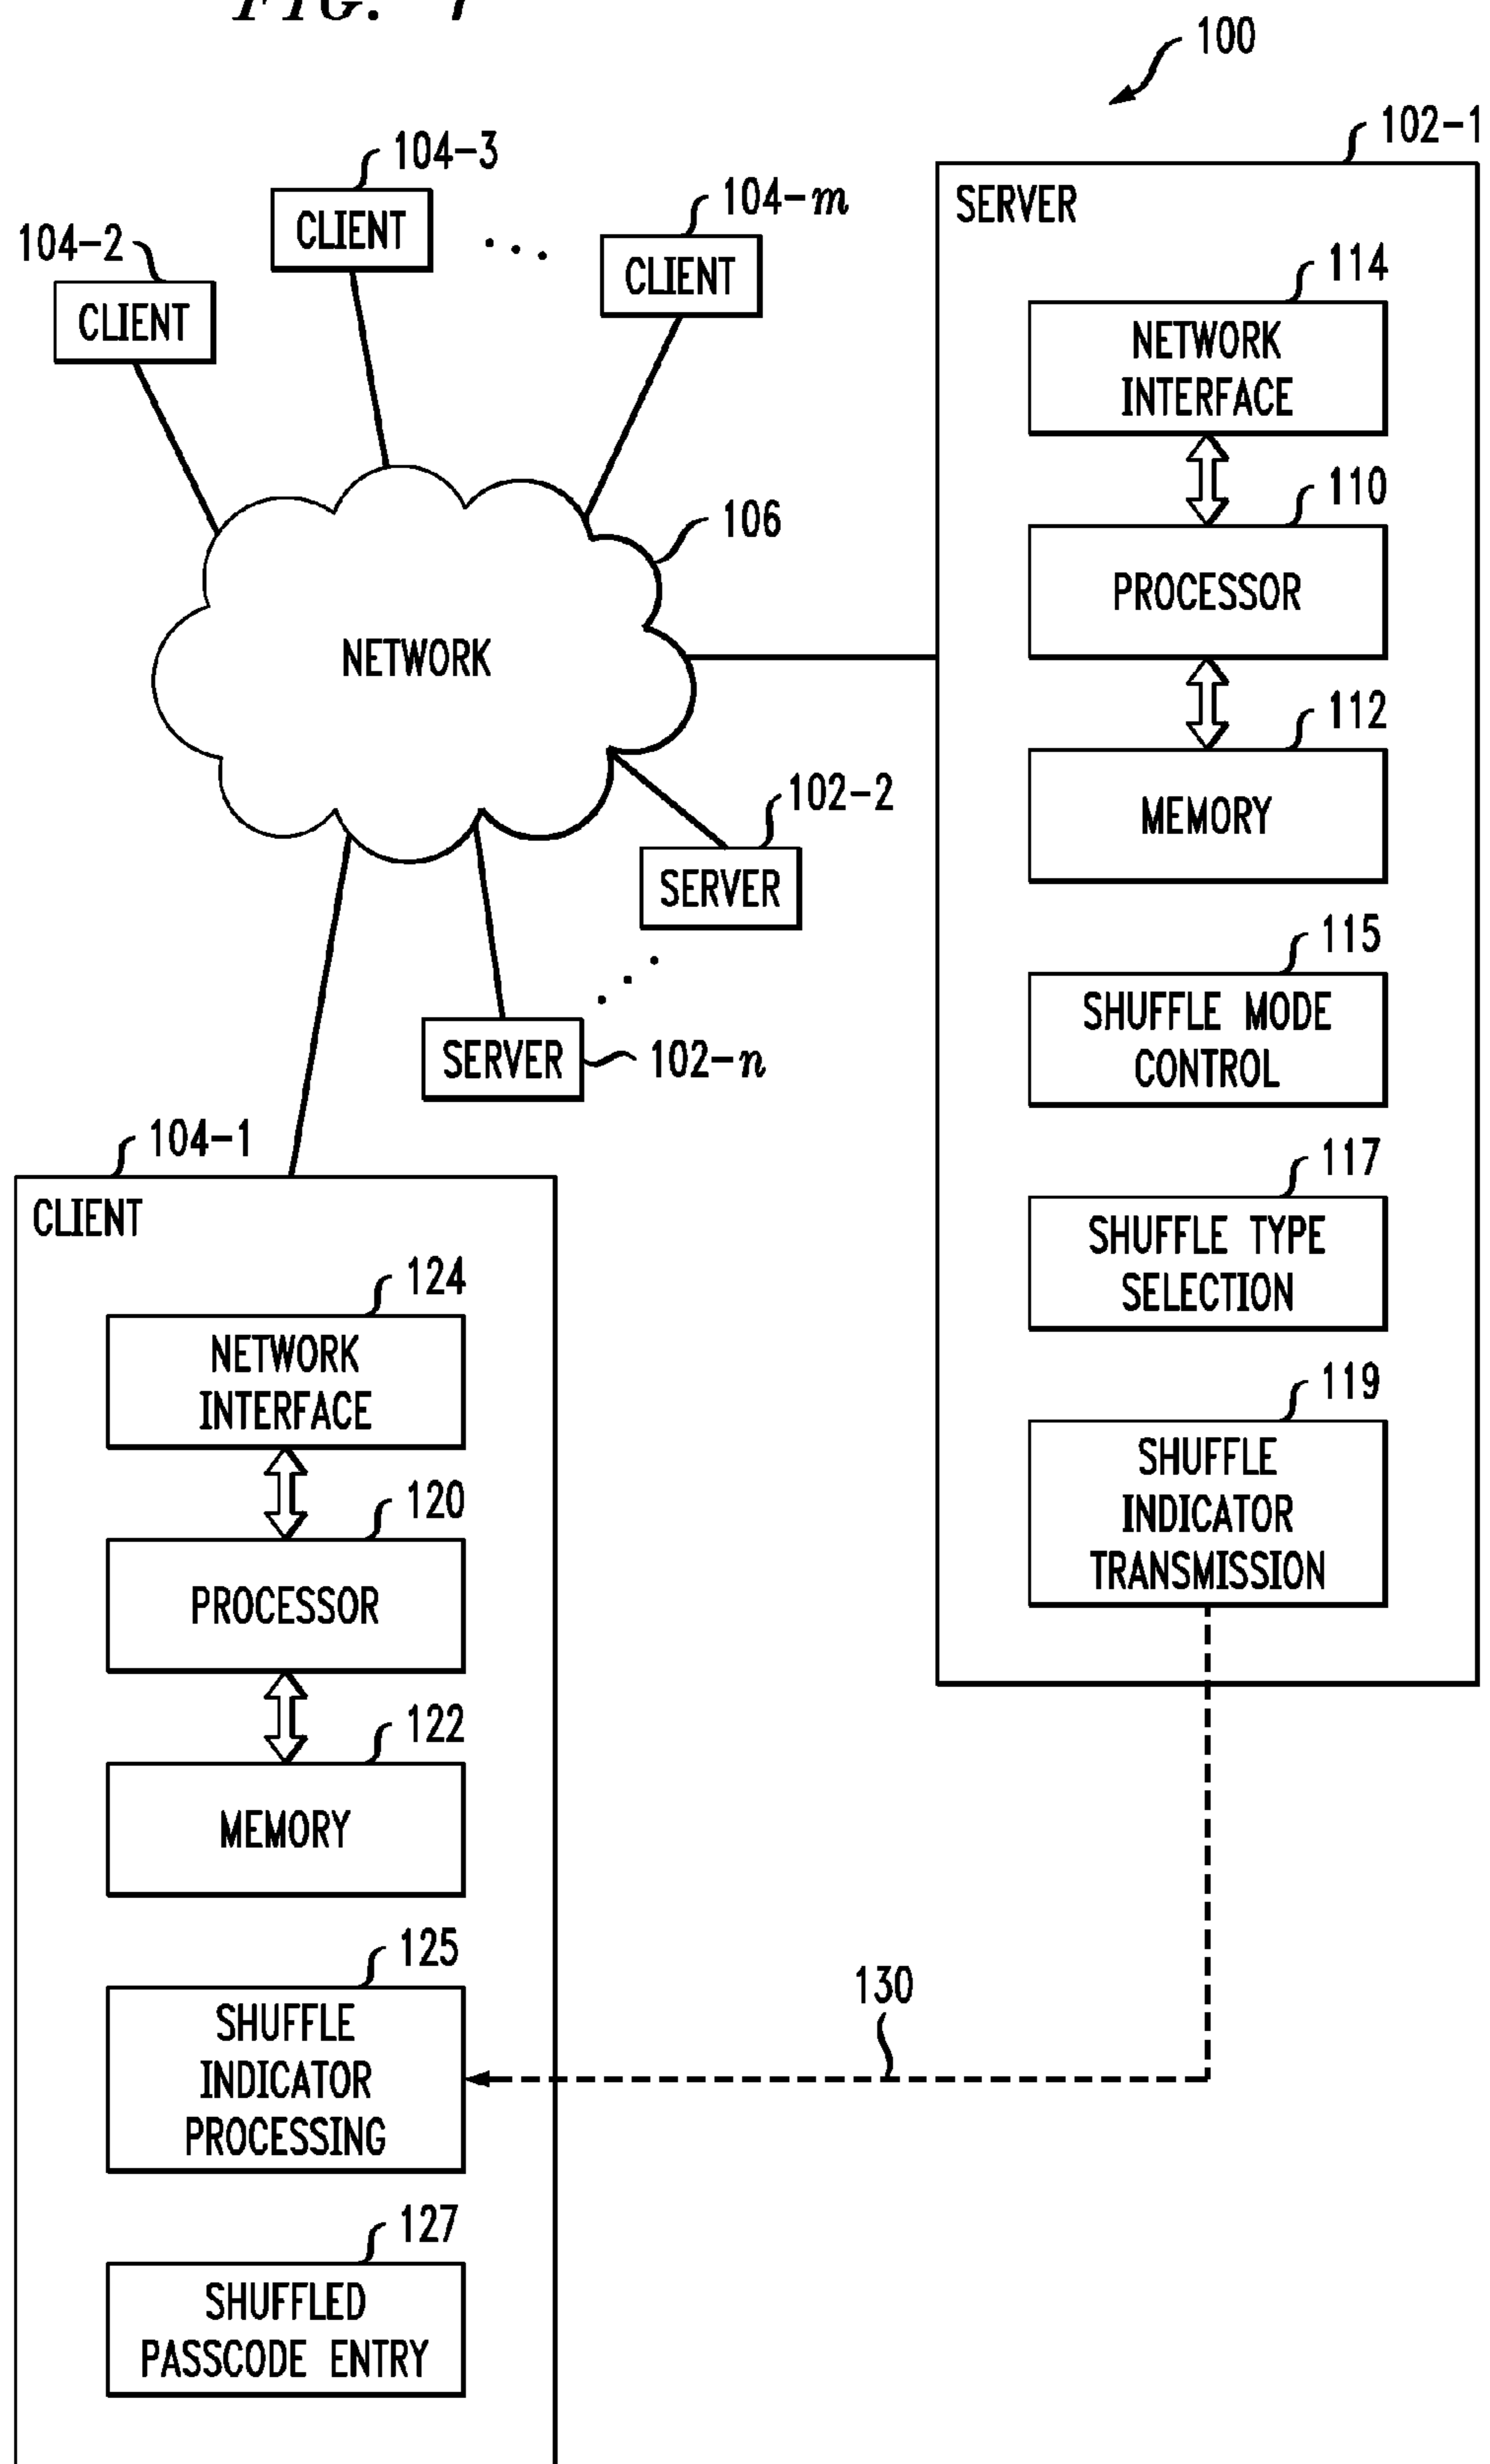 FIG. 1
100
102-1
104-3
104-m
104-2
SERVER
CLIENT
CLIENT
CLIENT
114
NETWORK
INTERFACE
110
106
PROCESSOR
NETWORK
112
102-2
MEMORY
SERVER
115
SHUFFLE MODE
CONTROL
SERVER
102-n
104-1
117
CLIENT
SHUFFLE TYPE
SELECTION
124
NETWORK
INTERFACE
119
SHUFFLE
INDICATOR
TRANSMISSION
120
PROCESSOR
122
MEMORY
125
SHUFFLE
INDICATOR
PROCESSING
130
127
SHUFFLED
PASSCODE ENTRY